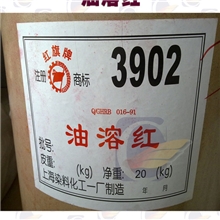 油溶红
红旗牌
注册 商标
3902
Q/GHRB 016-91
油溶红
批号:
皮重: (kg) 净重: 20 (kg)
上海染料化工一厂制造